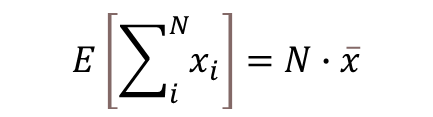 E[∑_i^N x_i] = N · x̄